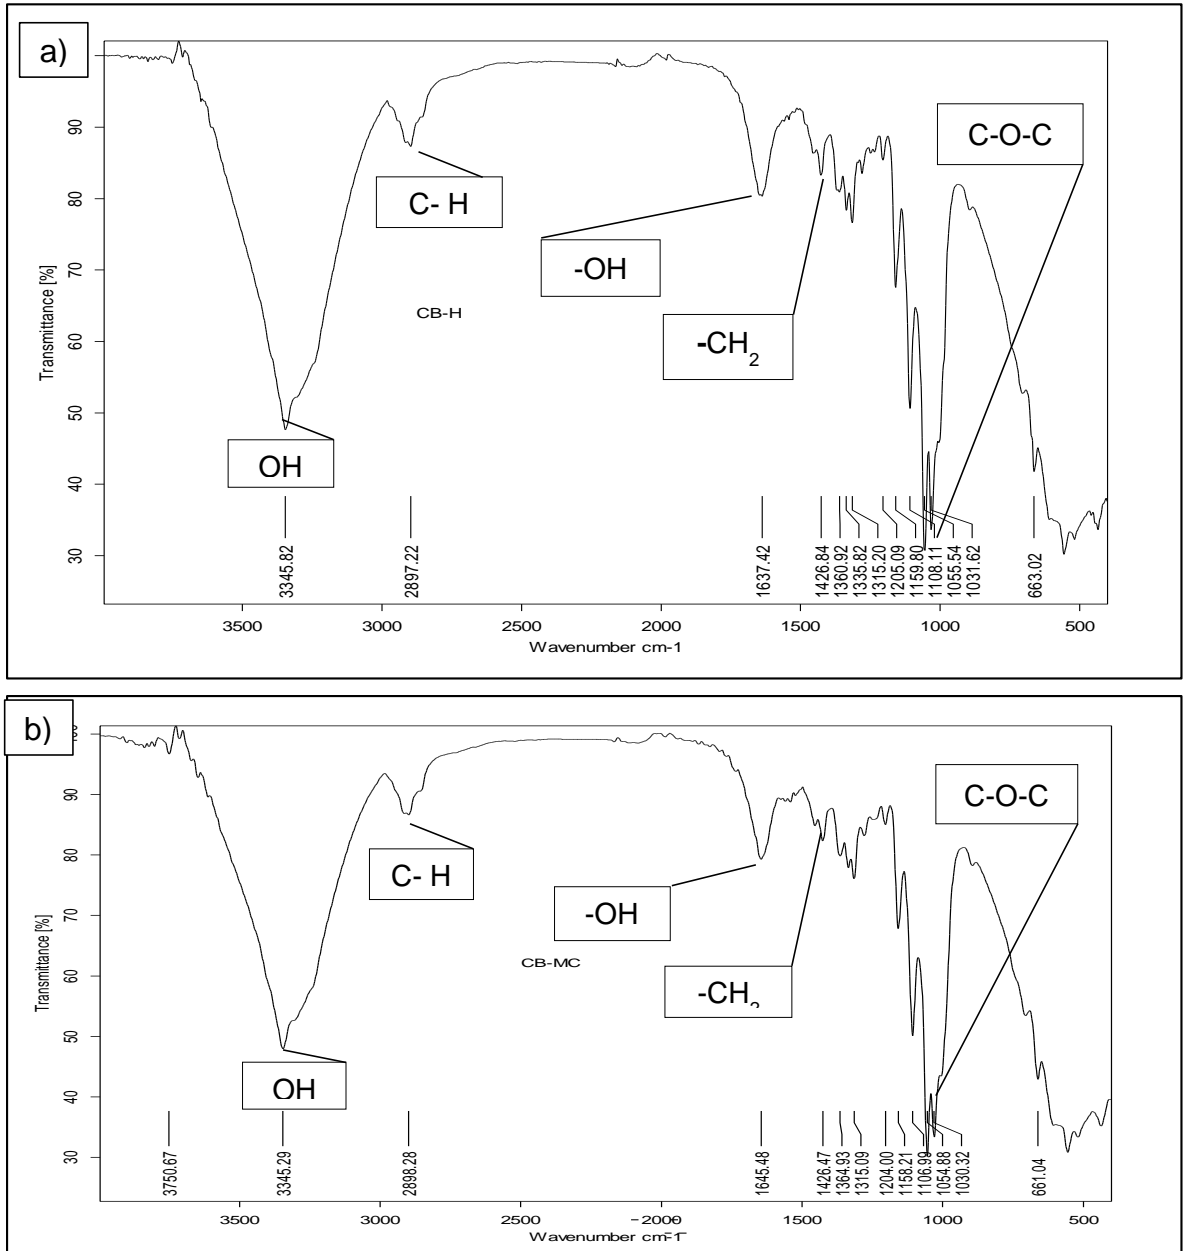 a)
C-O-C
C- H
-OH
CB-H
-CH2
OH
Transmittance [%]
90
80
70
60
50
40
30
3345.82
2897.22
1637.42
1426.84
1360.92
1335.82
1315.20
1205.09
1159.80
1108.11
1055.54
1031.62
663.02
3500 3000 2500 2000 1500 1000 500
Wavenumber cm-1
b)
C-O-C
C- H
-OH
CB-MC
-CH
OH
Transmittance [%]
90
80
70
60
50
40
30
3750.67
3345.29
2898.28
1645.48
1426.47
1364.93
1315.09
1204.00
1158.21
1054.88
1030.32
661.04
3500 3000 2500 2000 1500 1000 500
Wavenumber cm-1